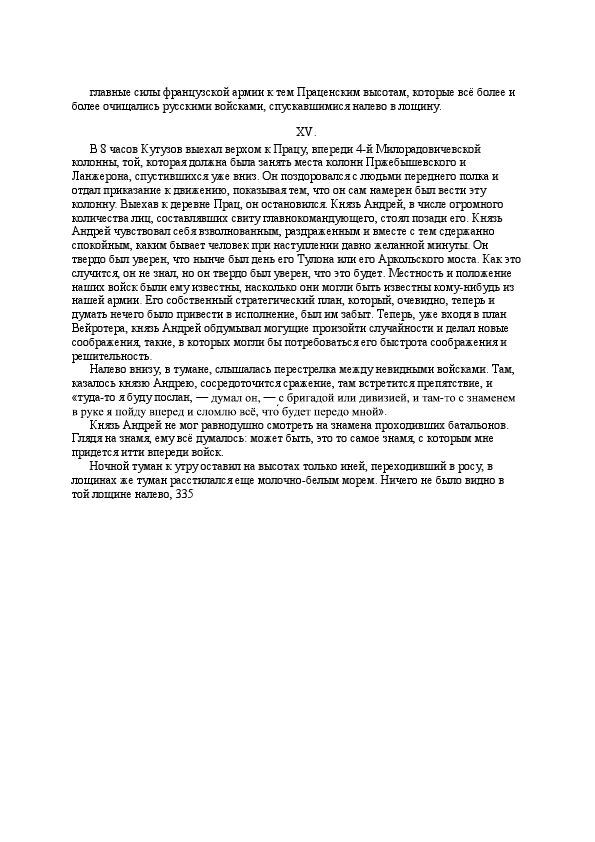 главные силы французской армии к тем Праценским высотам, которые всё более и
более очищались русскими войсками, спускавшимися налево в лощину.
XV.
В 8 часов Кутузов выехал верхом к Працу, впереди 4-й Милорадовичевской
колонны, той, которая должна была занять места колонн Пржебышевского и
Ланжерона, спустившихся уже вниз. Он поздоровался с людьми переднего полка и
отдал приказание к движению, показывая тем, что он сам намерен был вести эту
колонну. Выехав к деревне Прац, он остановился. Князь Андрей, в числе огромного
количества лиц, составлявших свиту главнокомандующего, стоял позади его. Князь
Андрей чувствовал себя взволнованным, раздраженным и вместе с тем сдержанно
спокойным, каким бывает человек при наступлении давно желанной минуты. Он
твердо был уверен, что нынче был день его Тулона или его Аркольского моста. Как это
случится, он не знал, но он твердо был уверен, что это будет. Местность и положение
наших войск были ему известны, насколько они могли быть известны кому-нибудь из
нашей армии. Его собственный стратегический план, который, очевидно, теперь и
думать нечего было привести в исполнение, был им забыт. Теперь, уже входя в план
Вейротера, князь Андрей обдумывал могущие произойти случайности и делал новые
соображения, такие, в которых могли бы потребоваться его быстрота соображения и
решительность.
Налево внизу, в тумане, слышалась перестрелка между невидными войсками. Там,
казалось князю Андрею, сосредоточится сражение, там встретится препятствие, и
«туда-то я буду послан, — думал он, — с бригадой или дивизией, и там-то с знаменем
в руке я пойду вперед и сломлю всё, что будет передо мной».
Князь Андрей не мог равнодушно смотреть на знамена проходивших батальонов.
Глядя на знамя, ему всё думалось: может быть, это то самое знамя, с которым мне
придется итти впереди войск.
Ночной туман к утру оставил на высотах только иней, переходивший в росу, в
лощинах же туман расстилался еще молочно-белым морем. Ничего не было видно в
той лощине налево, 335